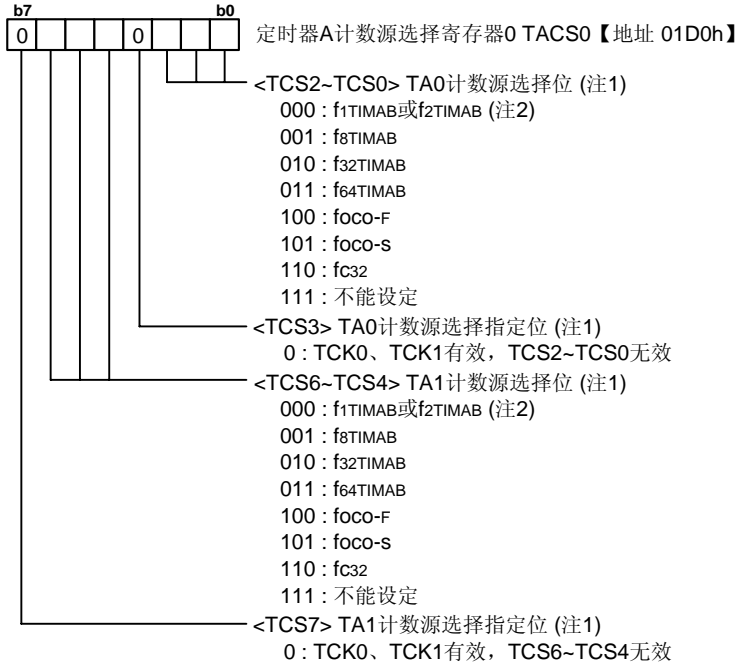 b7 b0
0 0 定时器A计数源选择寄存器0 TACS0【地址 01D0h】
<TCS2~TCS0> TA0计数源选择位 (注1)
000 : f1TIMAB或f2TIMAB (注2)
001 : f8TIMAB
010 : f32TIMAB
011 : f64TIMAB
100 : foco-F
101 : foco-s
110 : fc32
111 : 不能设定
<TCS3> TA0计数源选择指定位 (注1)
0 : TCK0、TCK1有效，TCS2~TCS0无效
<TCS6~TCS4> TA1计数源选择位 (注1)
000 : f1TIMAB或f2TIMAB (注2)
001 : f8TIMAB
010 : f32TIMAB
011 : f64TIMAB
100 : foco-F
101 : foco-s
110 : fc32
111 : 不能设定
<TCS7> TA1计数源选择指定位 (注1)
0 : TCK0、TCK1有效，TCS6~TCS4无效